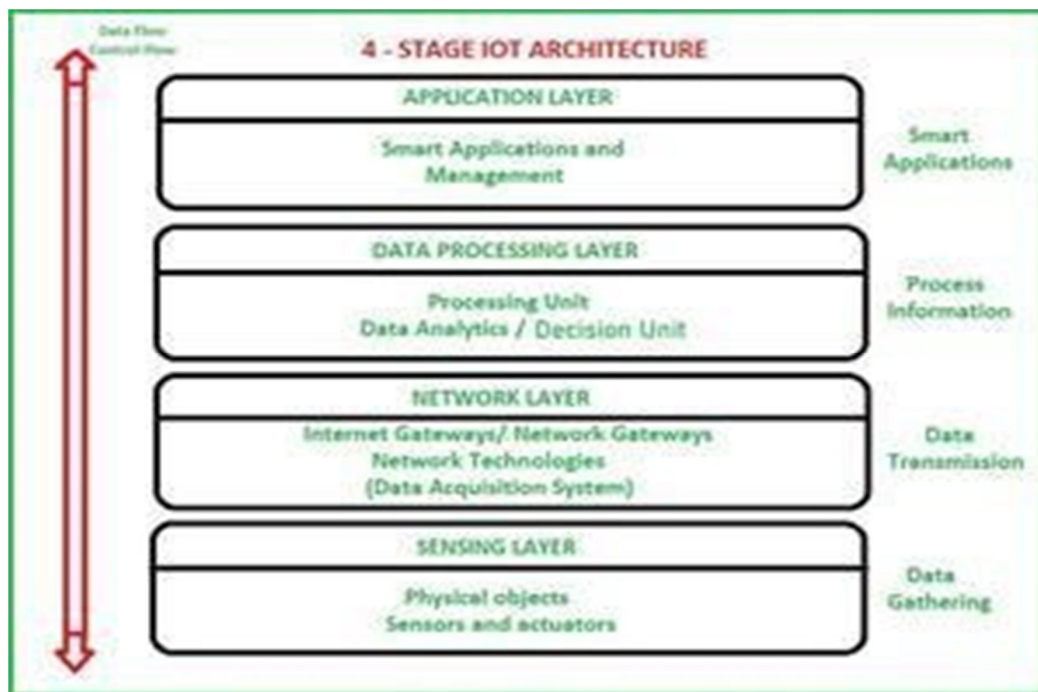 Data Flow
Control Flow
4 - STAGE IOT ARCHITECTURE
APPLICATION LAYER
Smart Applications and
Management
Smart
Applications
DATA PROCESSING LAYER
Processing Unit
Data Analytics / Decision Unit
Process
Information
NETWORK LAYER
Internet Gateways/ Network Gateways
Network Technologies
(Data Acquisition System)
Data
Transmission
SENSING LAYER
Physical objects
Sensors and actuators
Data
Gathering